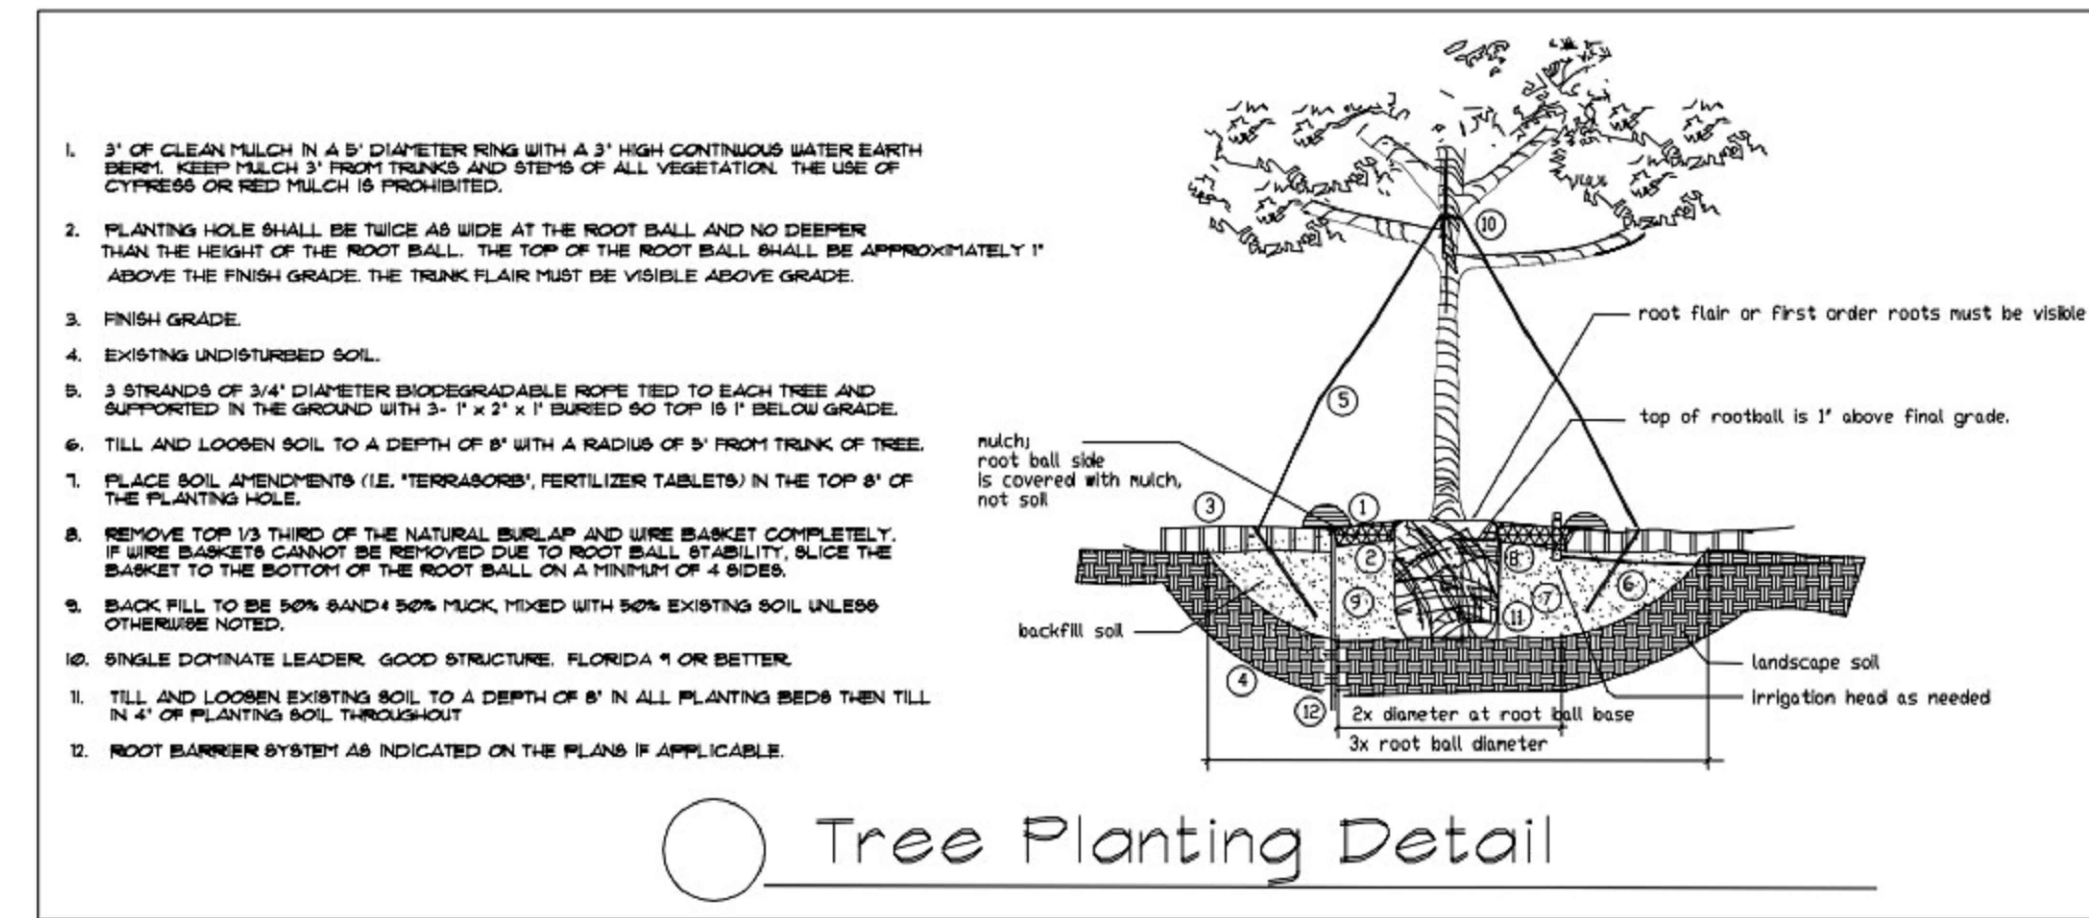 1. 3" OF CLEAN MULCH IN A 5' DIAMETER RING WITH A 3" HIGH CONTINUOUS WATER EARTH
BERM. KEEP MULCH 3" FROM TRUNKS AND STEMS OF ALL VEGETATION. THE USE OF
CYPRESS OR RED MULCH IS PROHIBITED.
2. PLANTING HOLE SHALL BE TWICE AS WIDE AT THE ROOT BALL AND NO DEEPER
THAN THE HEIGHT OF THE ROOT BALL. THE TOP OF THE ROOT BALL SHALL BE APPROXIMATELY 1"
ABOVE THE FINISH GRADE. THE TRUNK FLAIR MUST BE VISIBLE ABOVE GRADE.
3. FINISH GRADE.
4. EXISTING UNDISTURBED SOIL.
5. 3 STRANDS OF 3/4" DIAMETER BIODEGRADABLE ROPE TIED TO EACH TREE AND
SUPPORTED IN THE GROUND WITH 3- 1" x 2" x 1' BURIED SO TOP IS 1" BELOW GRADE.
6. TILL AND LOOSEN SOIL TO A DEPTH OF 8" WITH A RADIUS OF 5' FROM TRUNK OF TREE.
7. PLACE SOIL AMENDMENTS (I.E. "TERRASORB", FERTILIZER TABLETS) IN THE TOP 8" OF
THE PLANTING HOLE.
8. REMOVE TOP 1/3 THIRD OF THE NATURAL BURLAP AND WIRE BASKET COMPLETELY.
IF WIRE BASKETS CANNOT BE REMOVED DUE TO ROOT BALL STABILITY, SLICE THE
BASKET TO THE BOTTOM OF THE ROOT BALL ON A MINIMUM OF 4 SIDES.
9. BACK FILL TO BE 50% SAND & 50% MUCK, MIXED WITH 50% EXISTING SOIL UNLESS
OTHERWISE NOTED.
10. SINGLE DOMINATE LEADER. GOOD STRUCTURE. FLORIDA #1 OR BETTER.
11. TILL AND LOOSEN EXISTING SOIL TO A DEPTH OF 8" IN ALL PLANTING BEDS THEN TILL
IN 4" OF PLANTING SOIL THROUGHOUT
12. ROOT BARRIER SYSTEM AS INDICATED ON THE PLANS IF APPLICABLE.
10
root flair or first order roots must be visible
5
top of rootball is 1" above final grade.
mulch;
root ball side
is covered with mulch,
not soil
3
1
2
8
6
9
7
11
backfill soil
landscape soil
4
irrigation head as needed
12
2x diameter at root ball base
3x root ball diameter
Tree Planting Detail